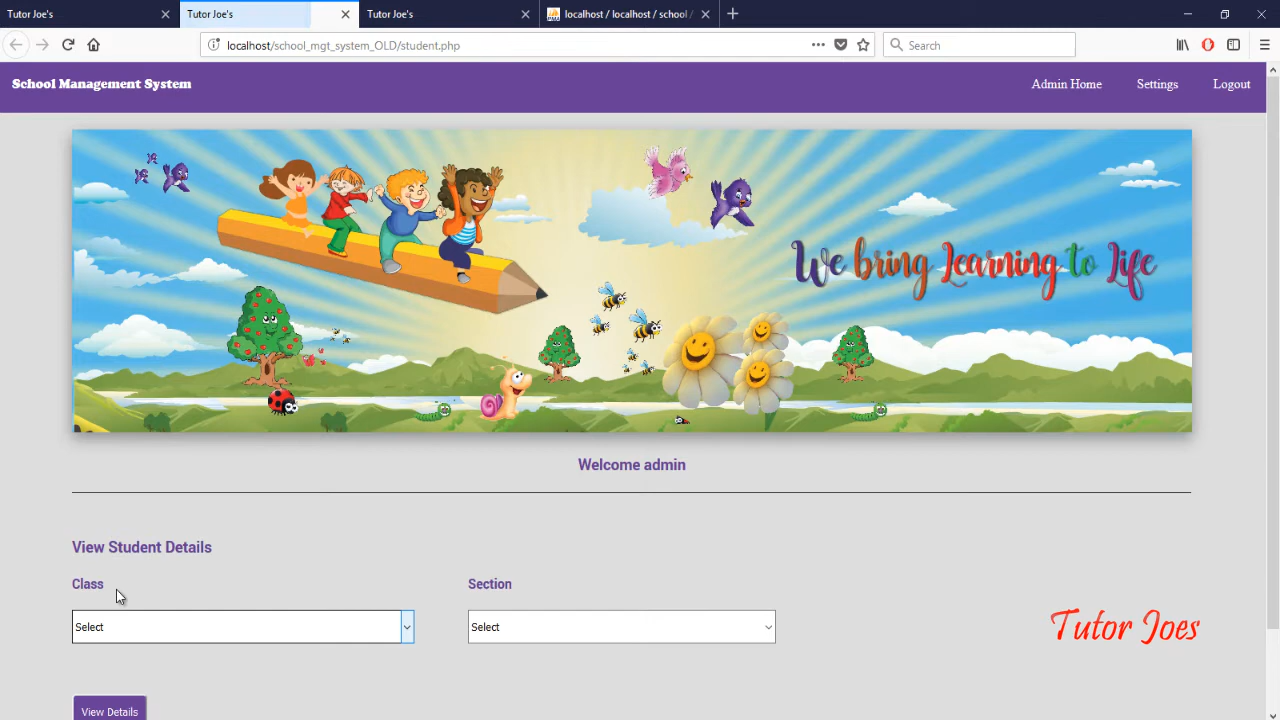 Tutor Joe's
Tutor Joe's
Tutor Joe's
localhost / localhost / school /
localhost/school_mgt_system_OLD/student.php
Search
School Management System
Admin Home
Settings
Logout
We bring Learning to Life
Welcome admin
View Student Details
Class
Section
Select
Select
Tutor Joes
View Details